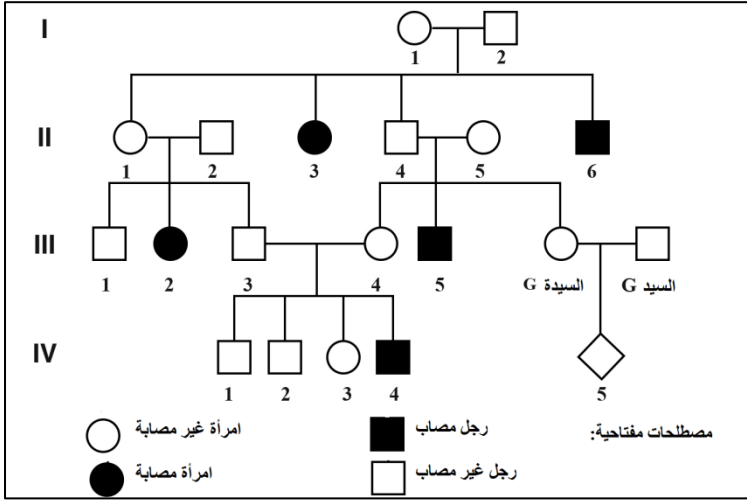 I
1 2
II
1 2 3 4 5 6
III
1 2 3 4 5 السيدة G السيد G
IV
1 2 3 4 5
امرأة غير مصابة
رجل مصاب
مصطلحات مفتاحية:
امرأة مصابة
رجل غير مصاب